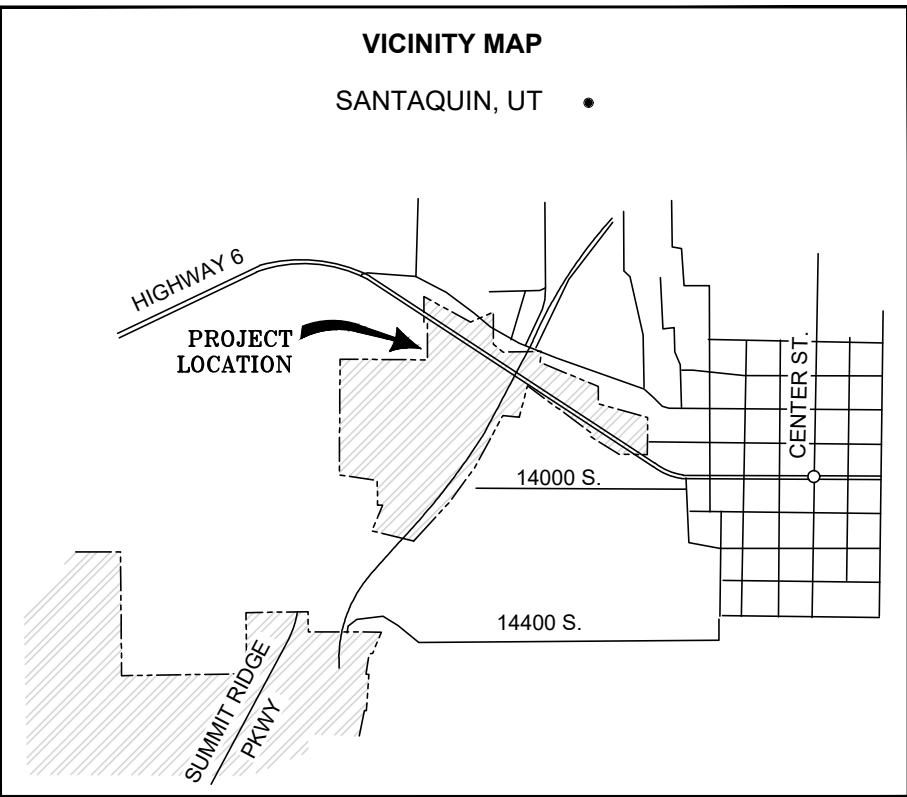 VICINITY MAP
SANTAQUIN, UT
HIGHWAY 6
PROJECT
LOCATION
CENTER ST.
14000 S.
14400 S.
SUMMIT RIDGE
PKWY